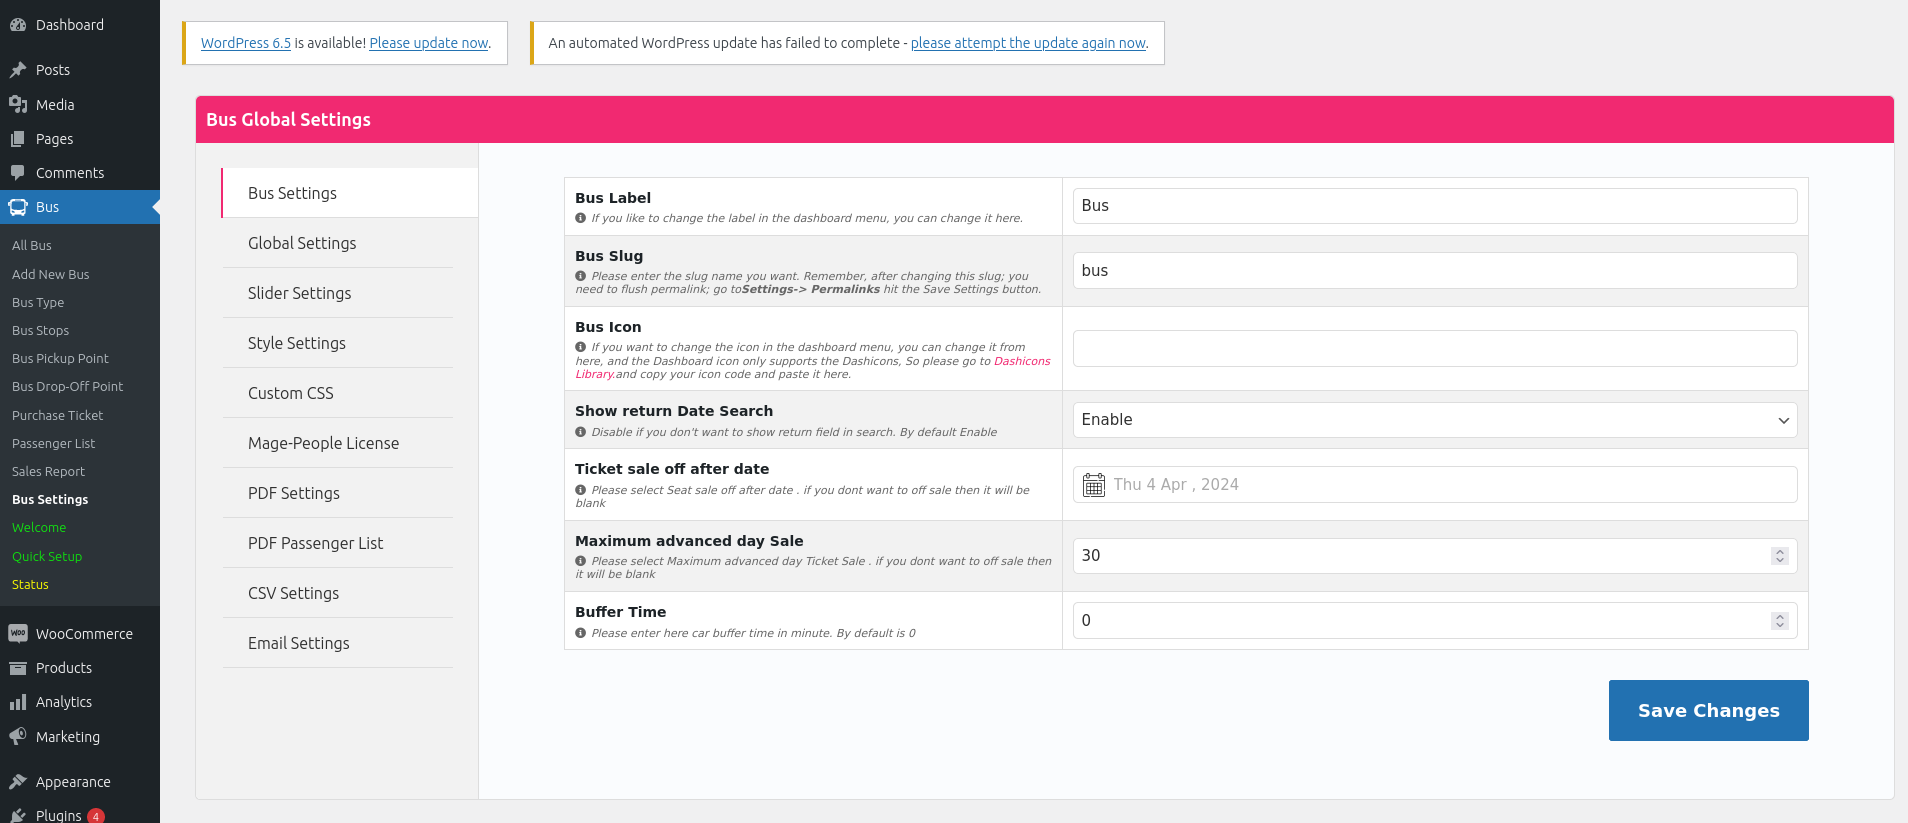 Dashboard
Posts
Media
Pages
Comments
Bus
All Bus
Add New Bus
Bus Type
Bus Stops
Bus Pickup Point
Bus Drop-Off Point
Purchase Ticket
Passenger List
Sales Report
Bus Settings
Welcome
Quick Setup
Status
WooCommerce
Products
Analytics
Marketing
Appearance
Plugins 4
WordPress 6.5 is available! Please update now.
An automated WordPress update has failed to complete - please attempt the update again now.
Bus Global Settings
Bus Settings
Global Settings
Slider Settings
Style Settings
Custom CSS
Mage-People License
PDF Settings
PDF Passenger List
CSV Settings
Email Settings
Bus Label
If you like to change the label in the dashboard menu, you can change it here.
Bus
Bus Slug
Please enter the slug name you want. Remember, after changing this slug; you
need to flush permalink; go toSettings-> Permalinks hit the Save Settings button.
bus
Bus Icon
If you want to change the icon in the dashboard menu, you can change it from
here, and the Dashboard icon only supports the Dashicons, So please go to Dashicons
Library.and copy your icon code and paste it here.
Show return Date Search
Disable if you don't want to show return field in search. By default Enable
Enable
Ticket sale off after date
Please select Seat sale off after date . if you dont want to off sale then it will be
blank
Thu 4 Apr , 2024
Maximum advanced day Sale
Please select Maximum advanced day Ticket Sale . if you dont want to off sale then
it will be blank
30
Buffer Time
Please enter here car buffer time in minute. By default is 0
0
Save Changes